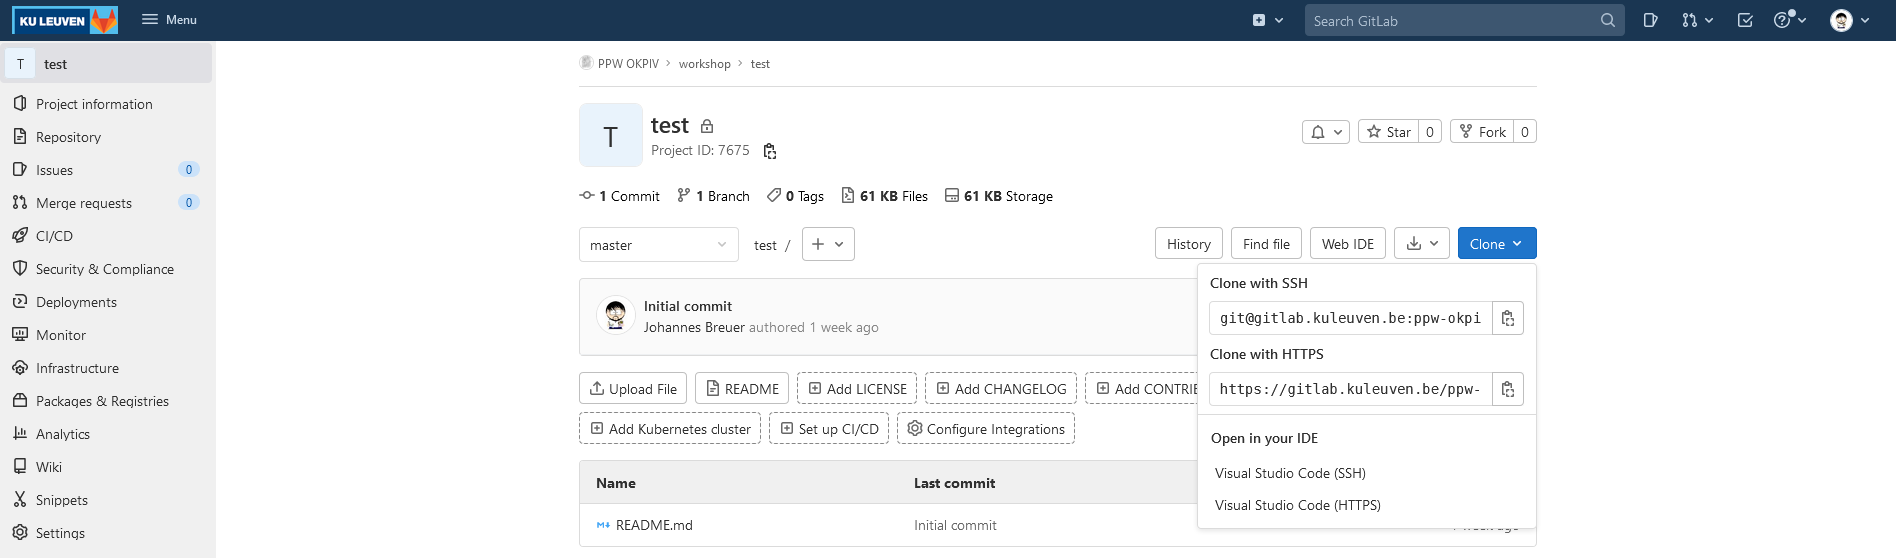 KU LEUVEN
Menu
Search GitLab
T test
Project information
Repository
Issues 0
Merge requests 0
CI/CD
Security & Compliance
Deployments
Monitor
Infrastructure
Packages & Registries
Analytics
Wiki
Snippets
Settings
PPW OKPIV > workshop > test
T
test
Project ID: 7675
Star 0
Fork 0
1 Commit
1 Branch
0 Tags
61 KB Files
61 KB Storage
master
test /
History
Find file
Web IDE
Clone
Initial commit
Johannes Breuer authored 1 week ago
Clone with SSH
git@gitlab.kuleuven.be:ppw-okpi
Clone with HTTPS
https://gitlab.kuleuven.be/ppw-
Open in your IDE
Visual Studio Code (SSH)
Visual Studio Code (HTTPS)
Upload File
README
Add LICENSE
Add CHANGELOG
Add CONTRIE
Add Kubernetes cluster
Set up CI/CD
Configure Integrations
Name Last commit
README.md Initial commit